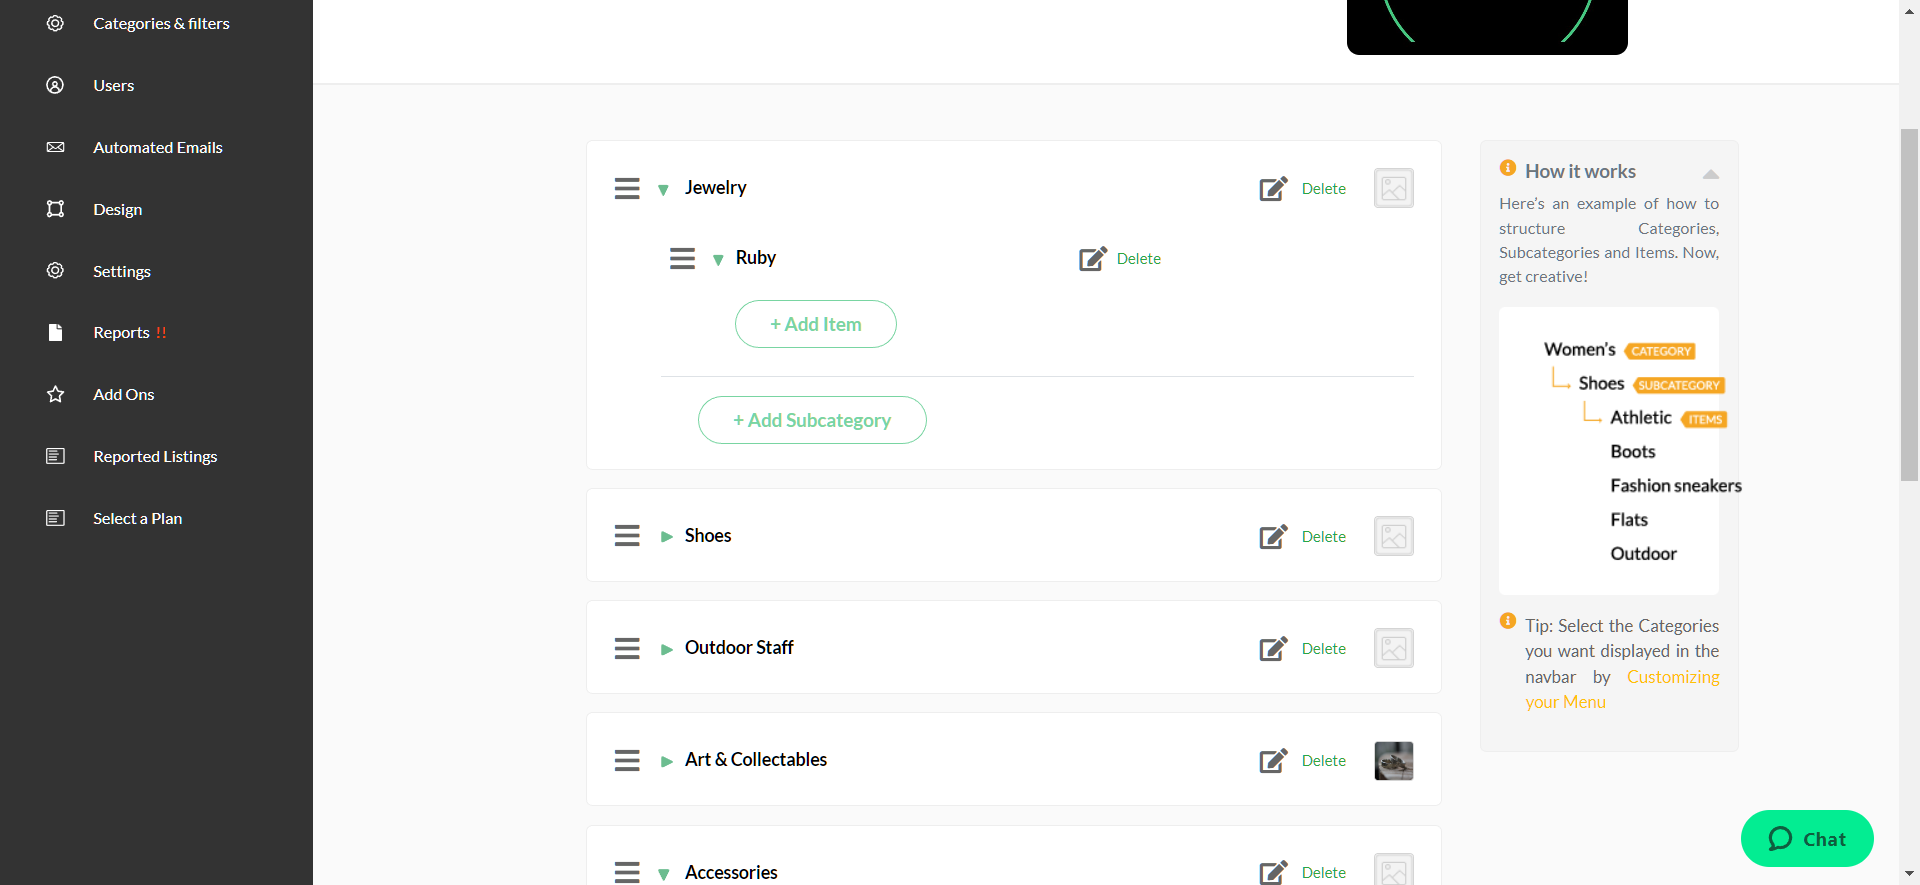 Categories & filters
Users
Automated Emails
Design
Settings
Reports !!
Add Ons
Reported Listings
Select a Plan
Jewelry
Delete
Ruby
Delete
+ Add Item
+ Add Subcategory
Shoes
Delete
Outdoor Staff
Delete
Art & Collectables
Delete
Accessories
Delete
How it works
Here's an example of how to
structure Categories,
Subcategories and Items. Now,
get creative!
Women's CATEGORY
Shoes SUBCATEGORY
Athletic ITEMS
Boots
Fashion sneakers
Flats
Outdoor
Tip: Select the Categories
you want displayed in the
navbar by Customizing
your Menu
Chat